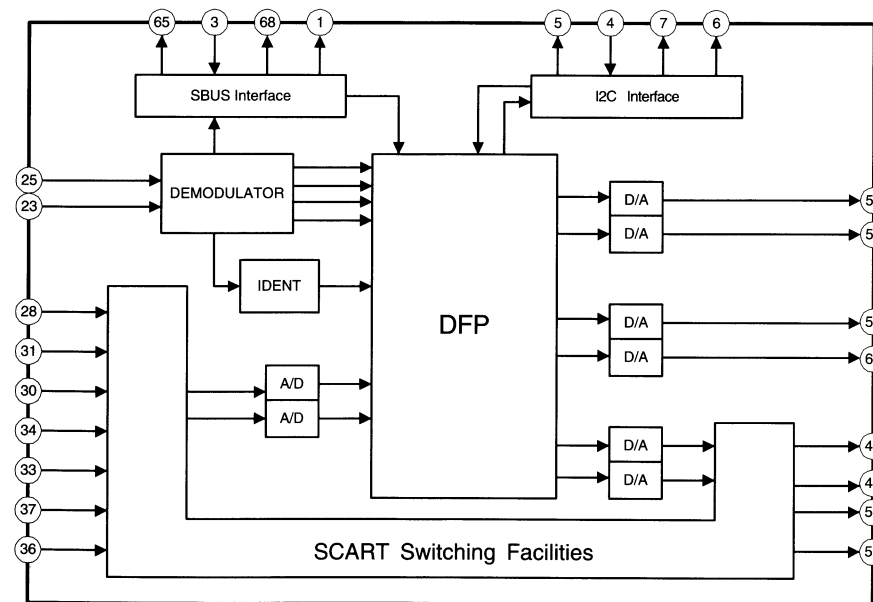 65 3 68 1 5 4 7 6
SBUS Interface
I2C Interface
25
23
DEMODULATOR
D/A
D/A
IDENT
28
31
30
34
33
37
36
DFP
D/A
D/A
A/D
A/D
D/A
D/A
SCART Switching Facilities